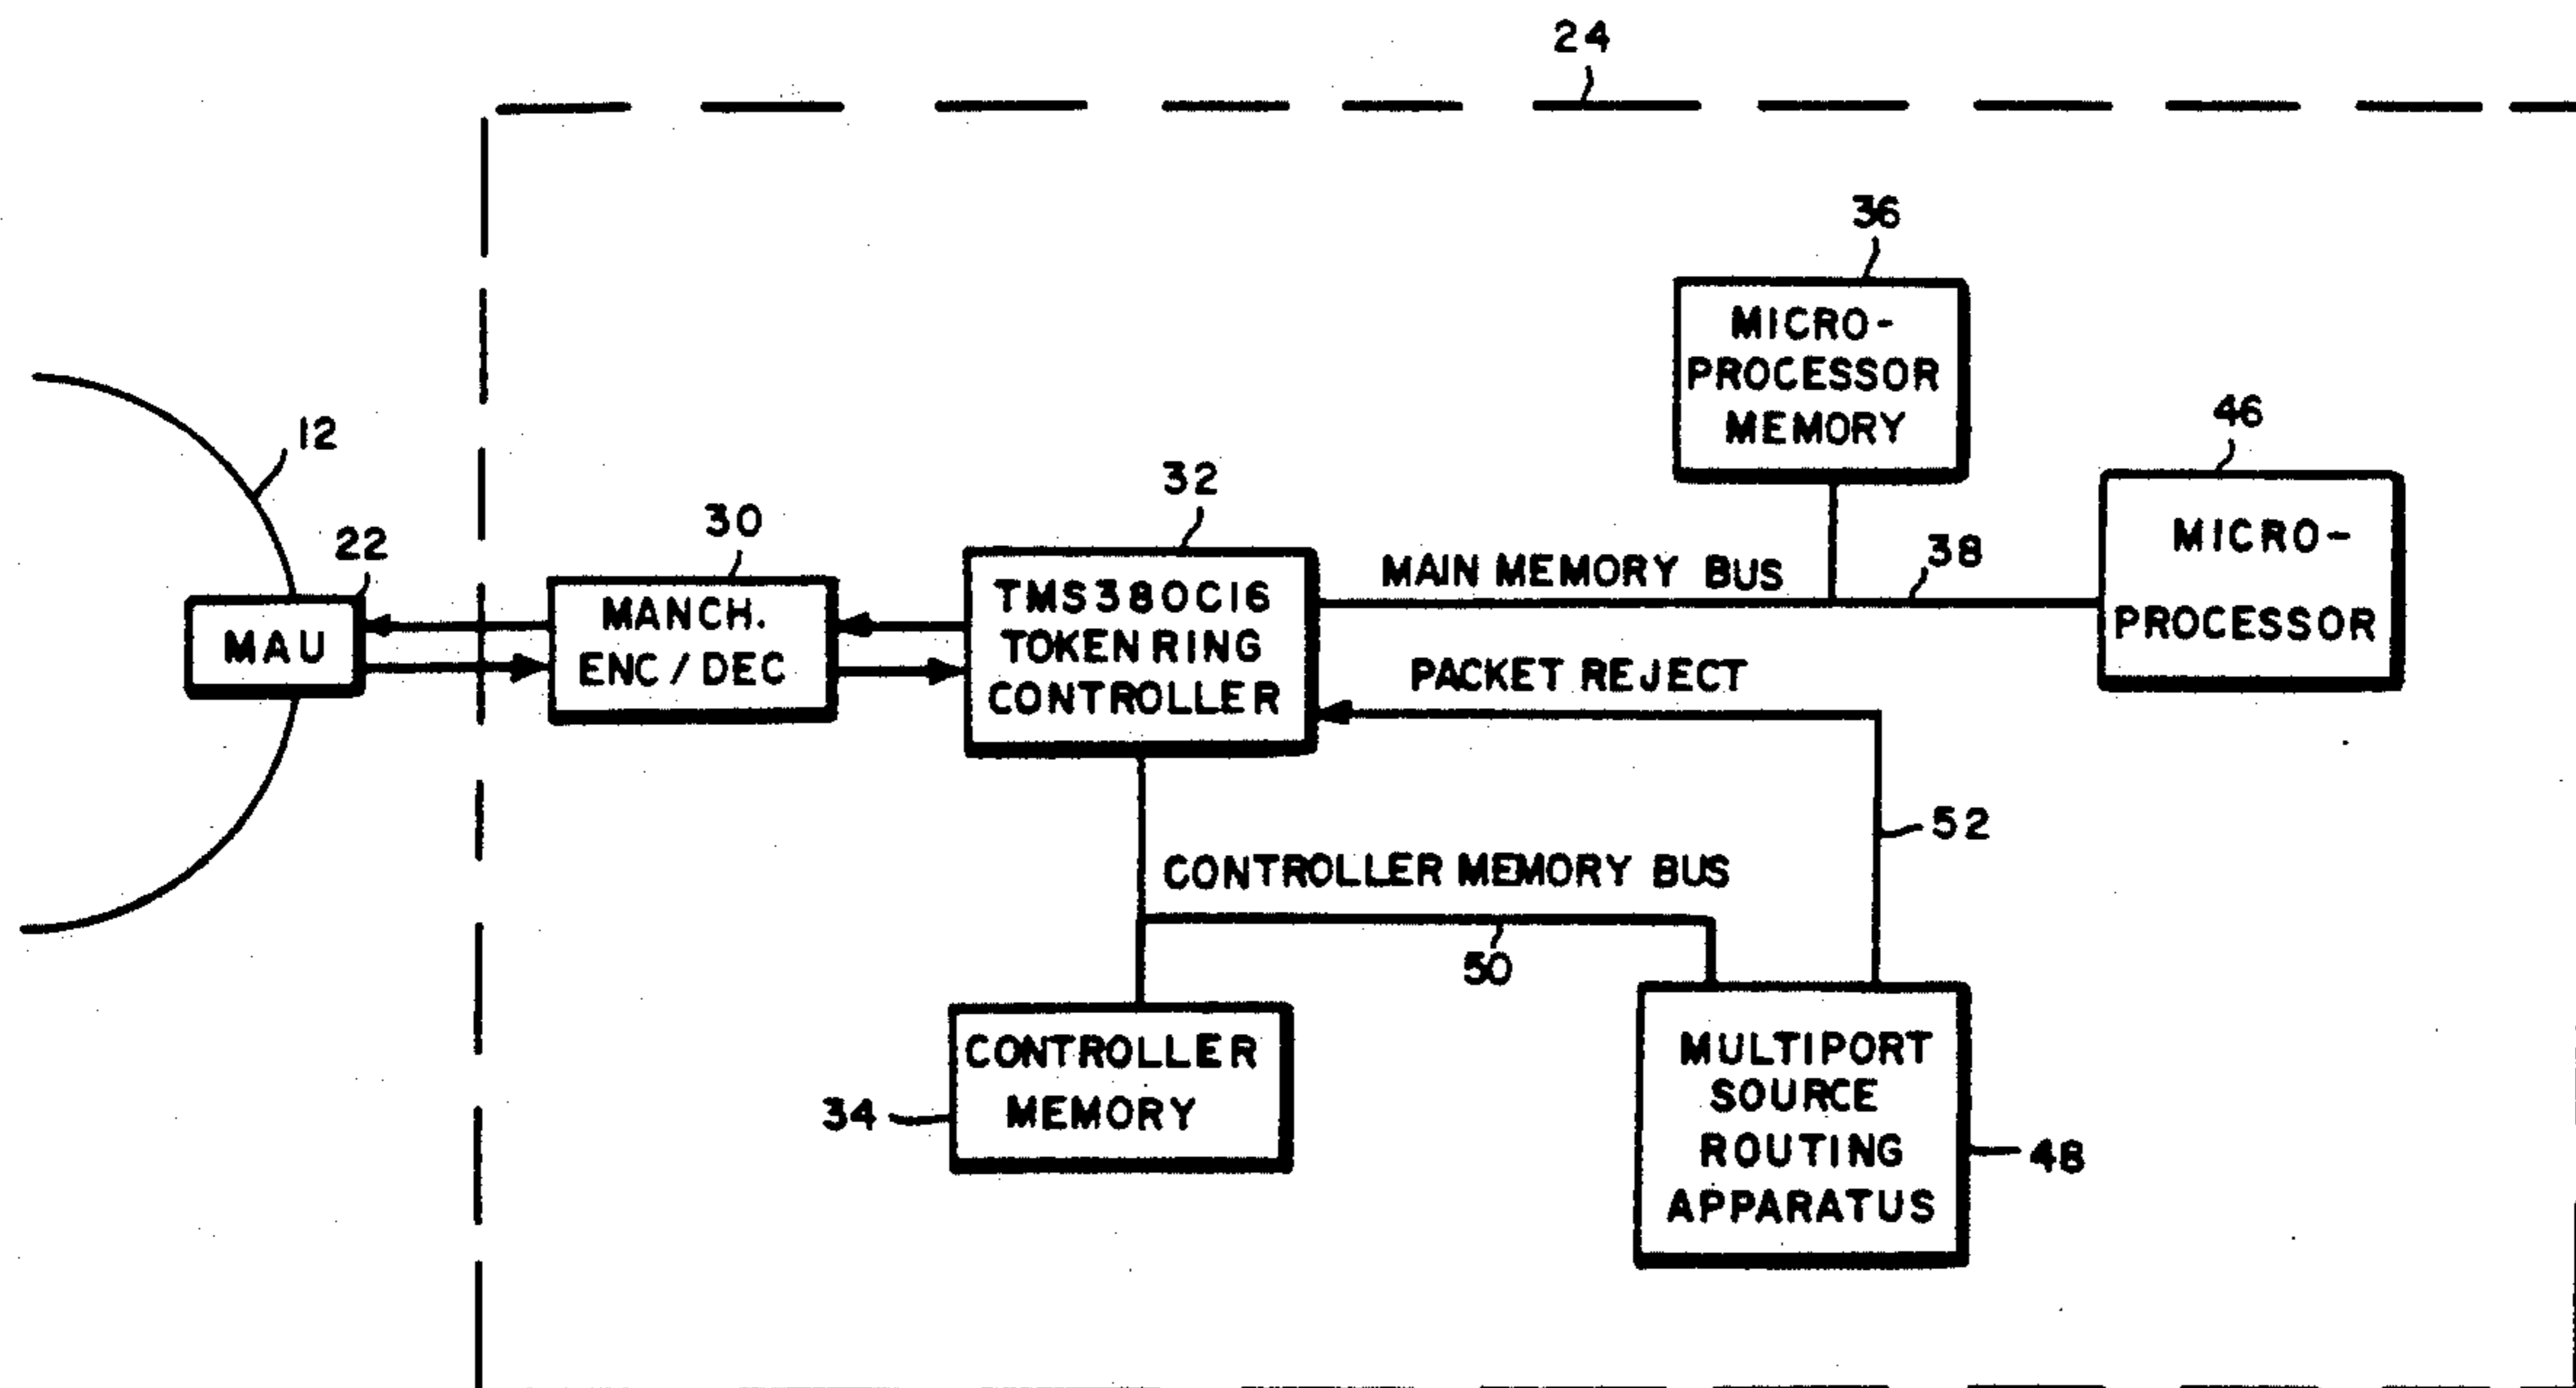 24
36
MICRO-
PROCESSOR
MEMORY
46
MICRO-
PROCESSOR
12
22
MAU
30
MANCH.
ENC / DEC
32
TMS380C16
TOKEN RING
CONTROLLER
MAIN MEMORY BUS
38
PACKET REJECT
52
CONTROLLER MEMORY BUS
50
CONTROLLER
MEMORY
34
MULTIPORT
SOURCE
ROUTING
APPARATUS
48